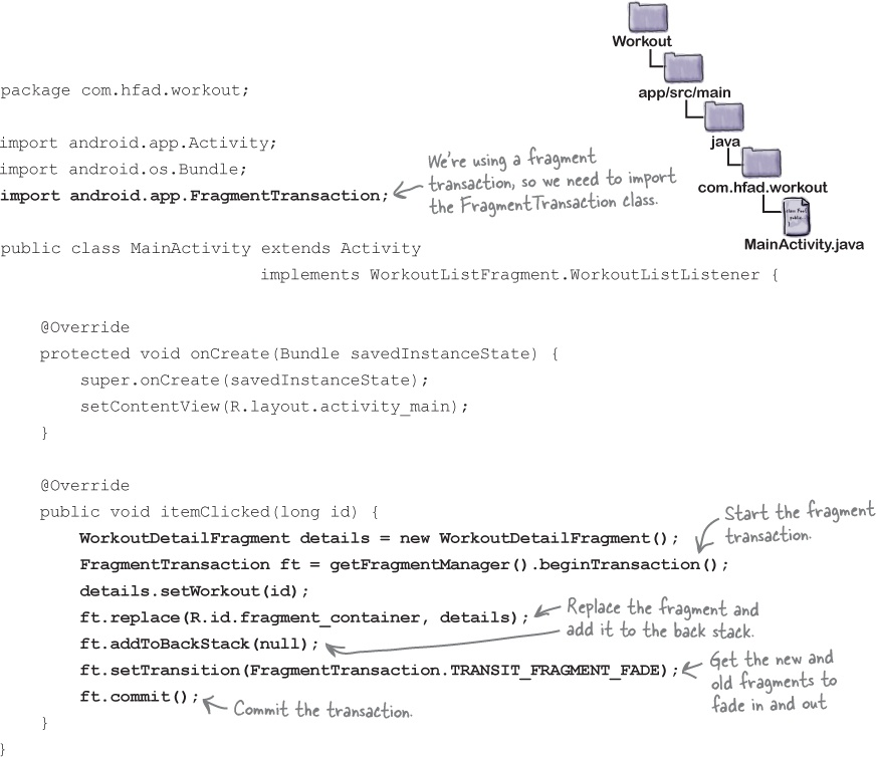 Workout
app/src/main
java
com.hfad.workout
MainActivity.java
package com.hfad.workout;
import android.app.Activity;
import android.os.Bundle;
import android.app.FragmentTransaction;
We're using a fragment
transaction, so we need to import
the FragmentTransaction class.
public class MainActivity extends Activity
implements WorkoutListFragment.WorkoutListListener {
@Override
protected void onCreate(Bundle savedInstanceState) {
super.onCreate(savedInstanceState);
setContentView(R.layout.activity_main);
}
@Override
public void itemClicked(long id) {
WorkoutDetailFragment details = new WorkoutDetailFragment();
FragmentTransaction ft = getFragmentManager().beginTransaction();
Start the fragment
transaction.
details.setWorkout(id);
ft.replace(R.id.fragment_container, details);
ft.addToBackStack(null);
Replace the fragment and
add it to the back stack.
ft.setTransition(FragmentTransaction.TRANSIT_FRAGMENT_FADE);
Get the new and
old fragments to
fade in and out
ft.commit();
Commit the transaction.
}
}